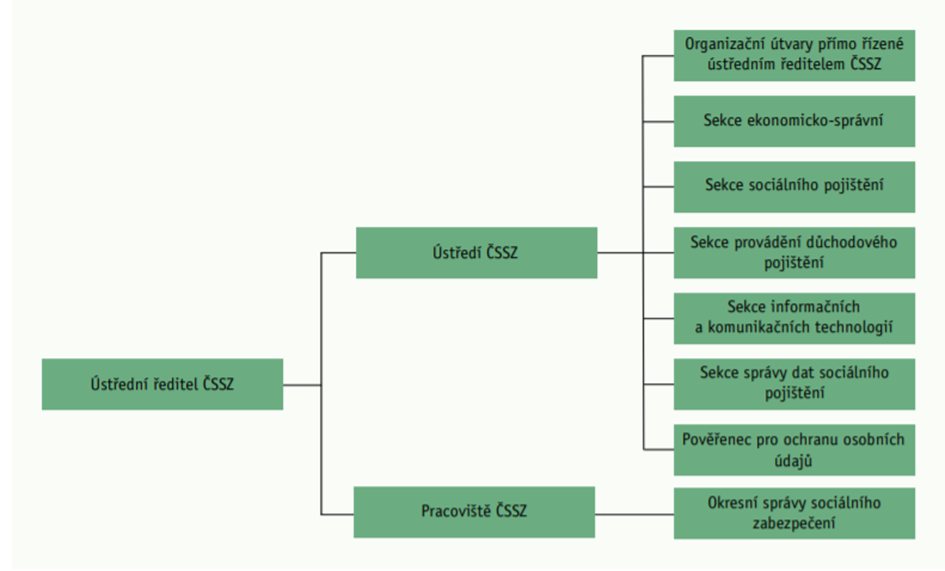 Organizační útvary přímo řízené
ústředním ředitelem ČSSZ
Sekce ekonomicko-správní
Sekce sociálního pojištění
Ústředí ČSSZ
Sekce provádění důchodového
pojištění
Sekce informačních
a komunikačních technologií
Ústřední ředitel ČSSZ
Sekce správy dat sociálního
pojištění
Pověřenec pro ochranu osobních
údajů
Pracoviště ČSSZ
Okresní správy sociálního
zabezpečení